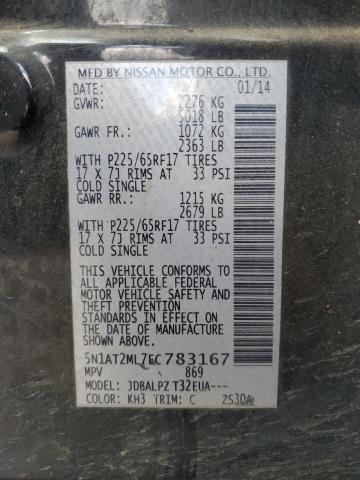 MFD BY NISSAN MOTOR CO., LTD.
DATE: 01/14
GVWR: 2276 KG
5018 LB
GAWR FR.: 1072 KG
2363 LB
WITH P225/65RF17 TIRES
17 X 7J RIMS AT 33 PSI
COLD SINGLE
GAWR RR.: 1215 KG
2679 LB
WITH P225/65RF17 TIRES
17 X 7J RIMS AT 33 PSI
COLD SINGLE
THIS VEHICLE CONFORMS TO
ALL APPLICABLE FEDERAL
MOTOR VEHICLE SAFETY AND
THEFT PREVENTION
STANDARDS IN EFFECT ON
THE DATE OF MANUFACTURE
SHOWN ABOVE.
5N1AT2ML7EC783167
MPV 869
MODEL: JDBALPZ T32EUA---
COLOR: KH3 TRIM: C ZS30A